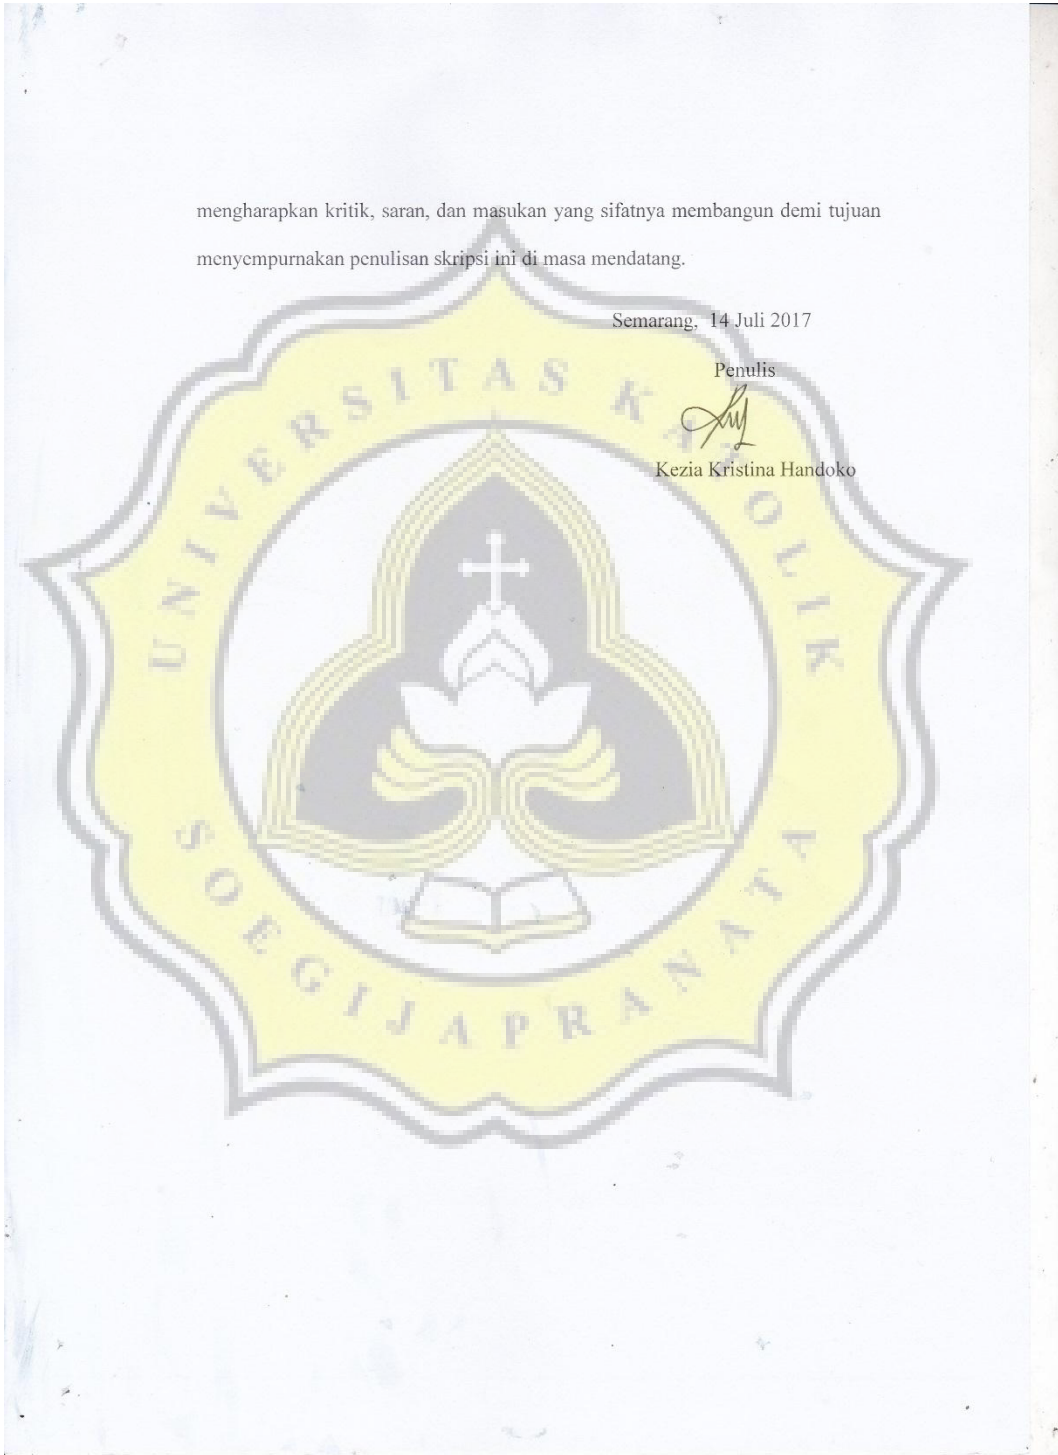 mengharapkan kritik, saran, dan masukan yang sifatnya membangun demi tujuan
menyempurnakan penulisan skripsi ini di masa mendatang.
Semarang,  14 Juli 2017
Penulis
Kezia Kristina Handoko
UNIVERSITAS KATOLIK
SOEGIJAPRANATA